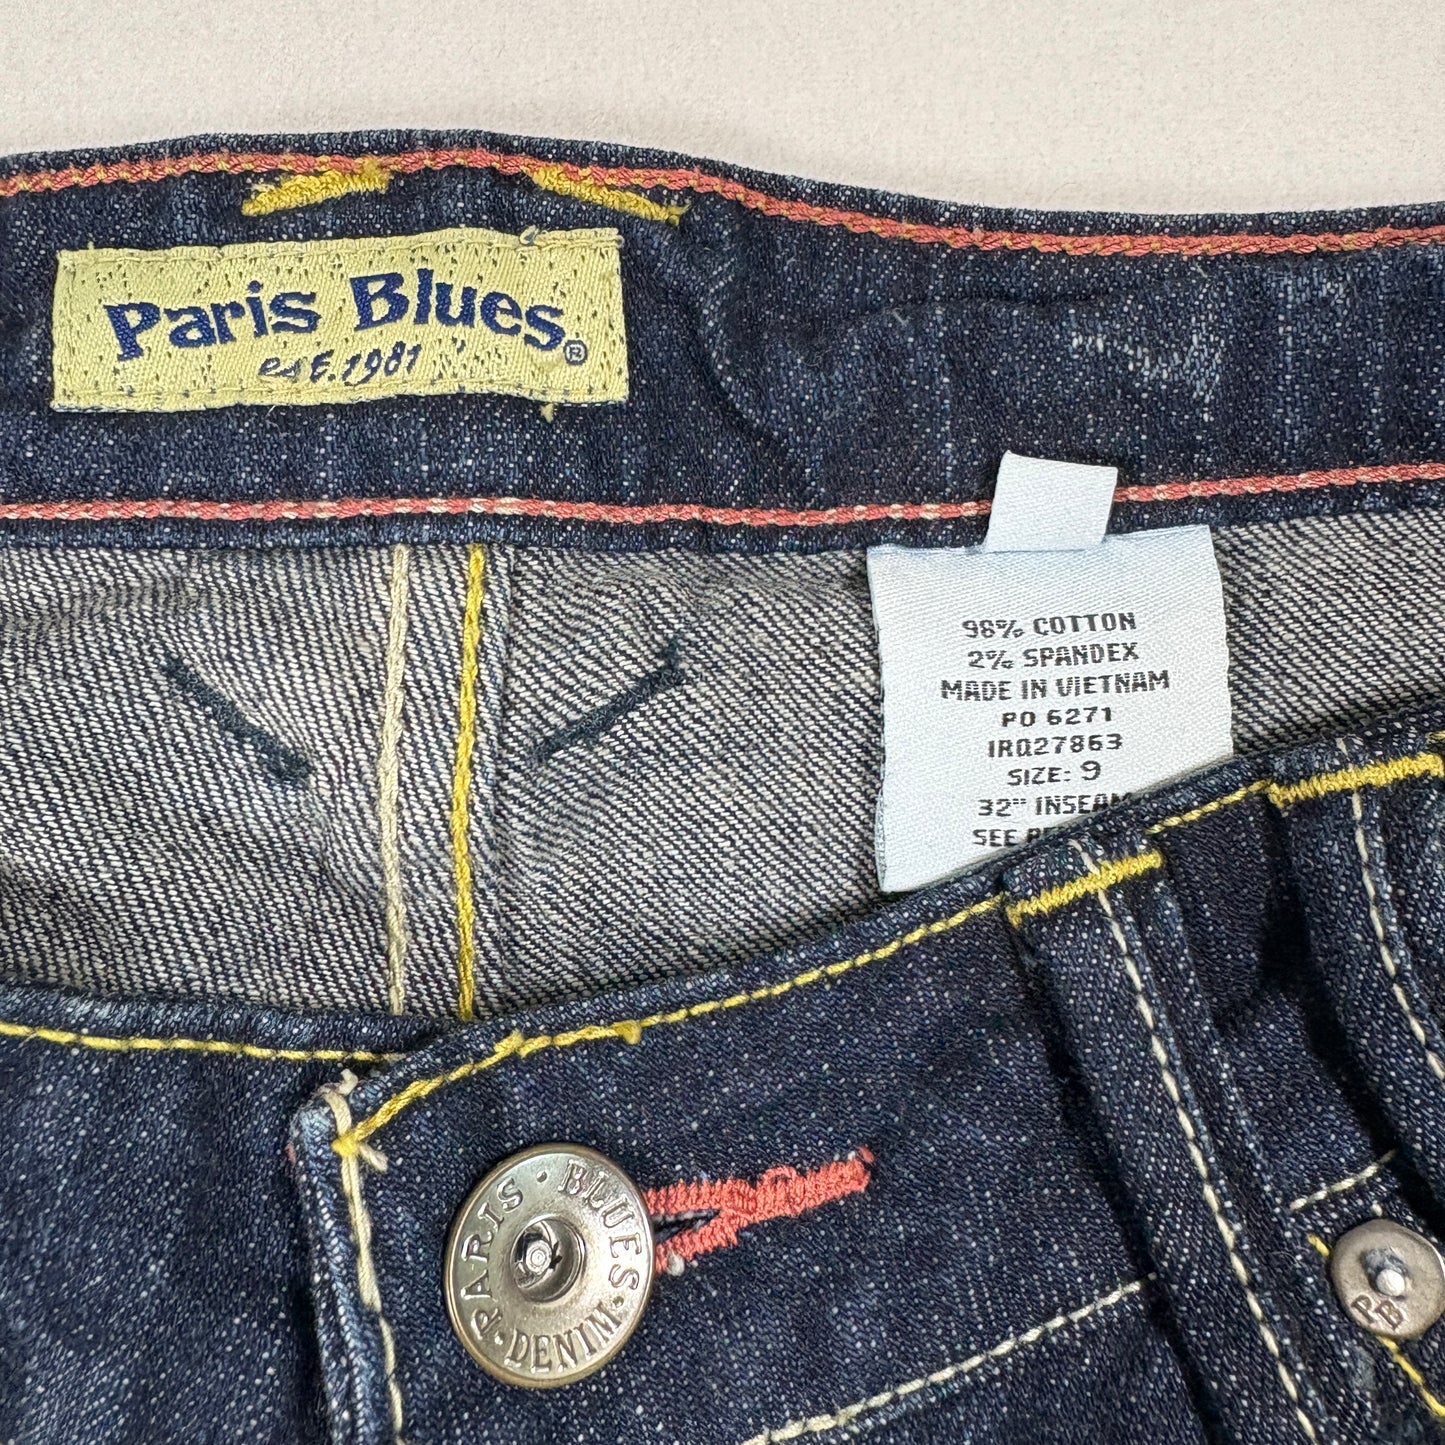 Paris Blues®
EST.1981
98% COTTON
2% SPANDEX
MADE IN VIETNAM
PO 6271
IRQ27863
SIZE: 9
32" INSEAM
SEE
PARIS · BLUES · DENIM ·
PB